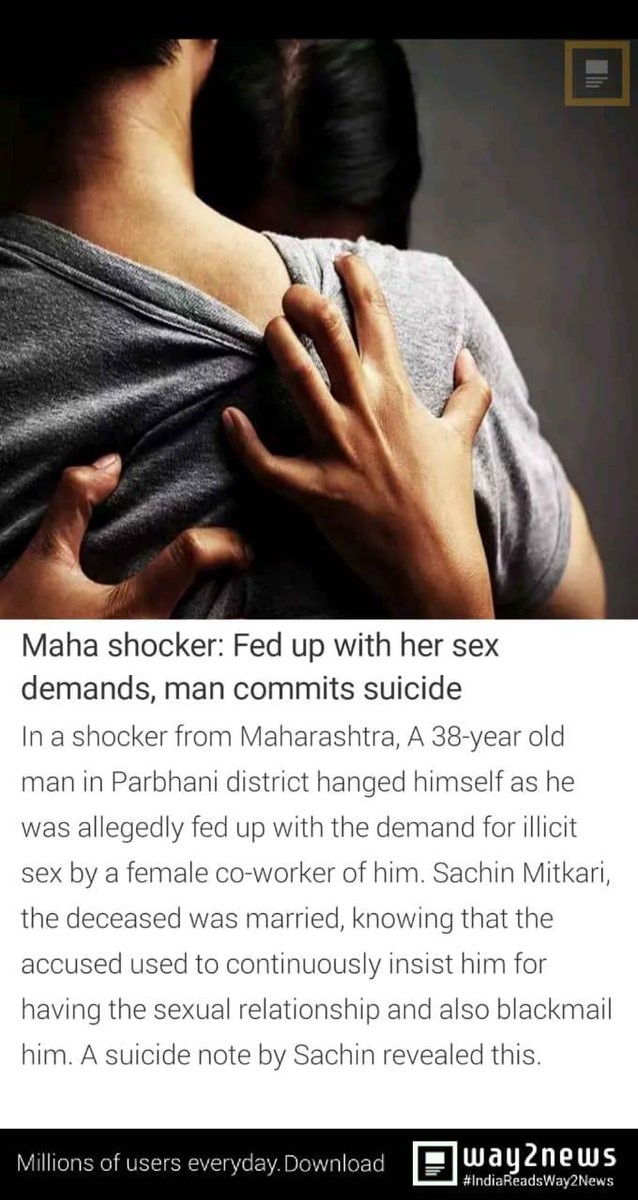 Maha shocker: Fed up with her sex
demands, man commits suicide
In a shocker from Maharashtra, A 38-year old
man in Parbhani district hanged himself as he
was allegedly fed up with the demand for illicit
sex by a female co-worker of him. Sachin Mitkari,
the deceased was married, knowing that the
accused used to continuously insist him for
having the sexual relationship and also blackmail
him. A suicide note by Sachin revealed this.
Millions of users everyday. Download
way2news
#IndiaReadsWay2News